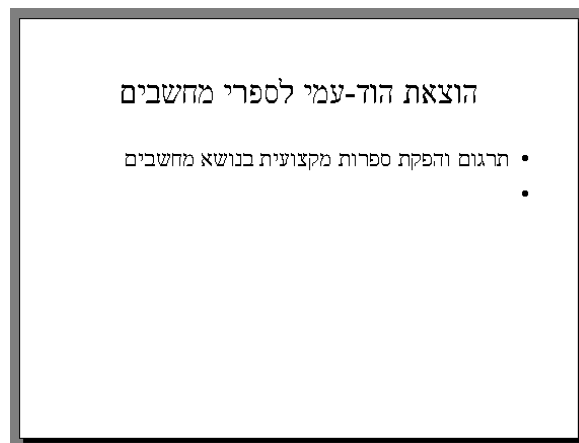 הוצאת הוד-עמי לספרי מחשבים
• תרגום והפקת ספרות מקצועית בנושא מחשבים
•